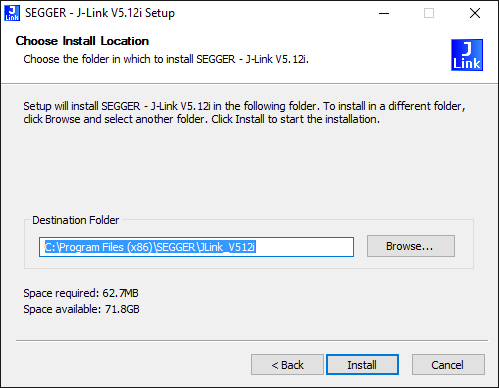 SEGGER - J-Link V5.12i Setup
Choose Install Location
Choose the folder in which to install SEGGER - J-Link V5.12i.
J
Link
Setup will install SEGGER - J-Link V5.12i in the following folder. To install in a different folder,
click Browse and select another folder. Click Install to start the installation.
Destination Folder
C:\Program Files (x86)\SEGGER\JLink_V512i
Browse...
Space required: 62.7MB
Space available: 71.8GB
< Back
Install
Cancel